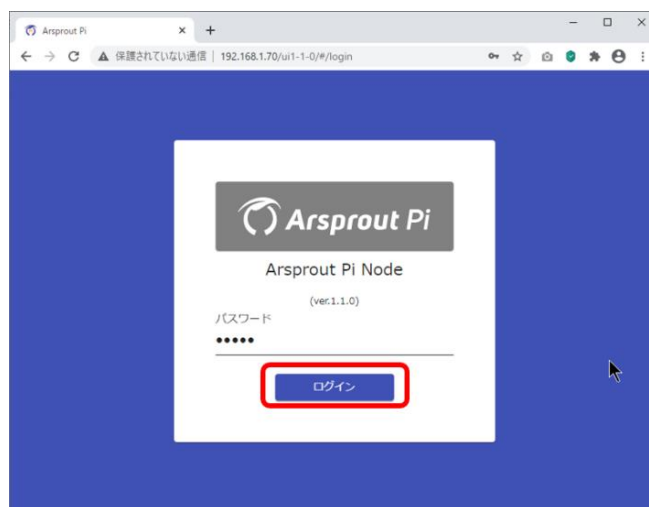 Arsprout Pi
保護されていない通信 | 192.168.1.70/ui1-1-0/#/login
Arsprout Pi
Arsprout Pi Node
(ver.1.1.0)
パスワード
•••••
ログイン